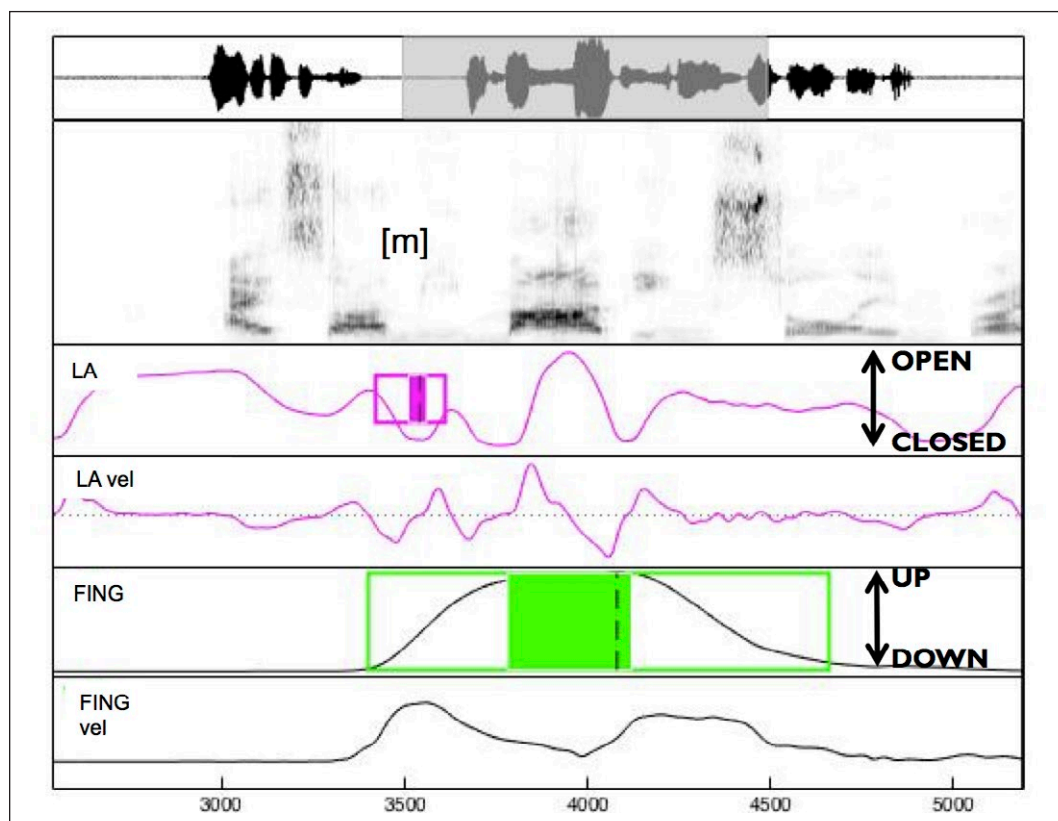 [m]
LA
OPEN
CLOSED
LA vel
FING
UP
DOWN
FING
vel
3000 3500 4000 4500 5000